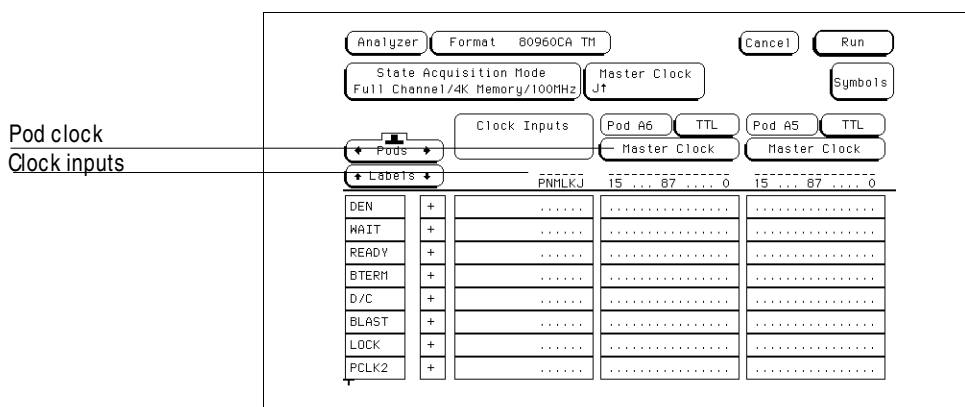 Analyzer Format 80960CA TM Cancel Run
State Acquisition Mode
Full Channel/4K Memory/100MHz
Master Clock
J↑
Symbols
Pod clock
Clock inputs
← Pods →
↑ Labels ↓
Clock Inputs
Pod A6 TTL Pod A5 TTL
Master Clock Master Clock
PNMLKJ 15 ... 87 .... 0 15 ... 87 .... 0
DEN + ...... ................ ................
WAIT + ...... ................ ................
READY + ...... ................ ................
BTERM + ...... ................ ................
D/C + ...... ................ ................
BLAST + ...... ................ ................
LOCK + ...... ................ ................
PCLK2 + ...... ................ ................